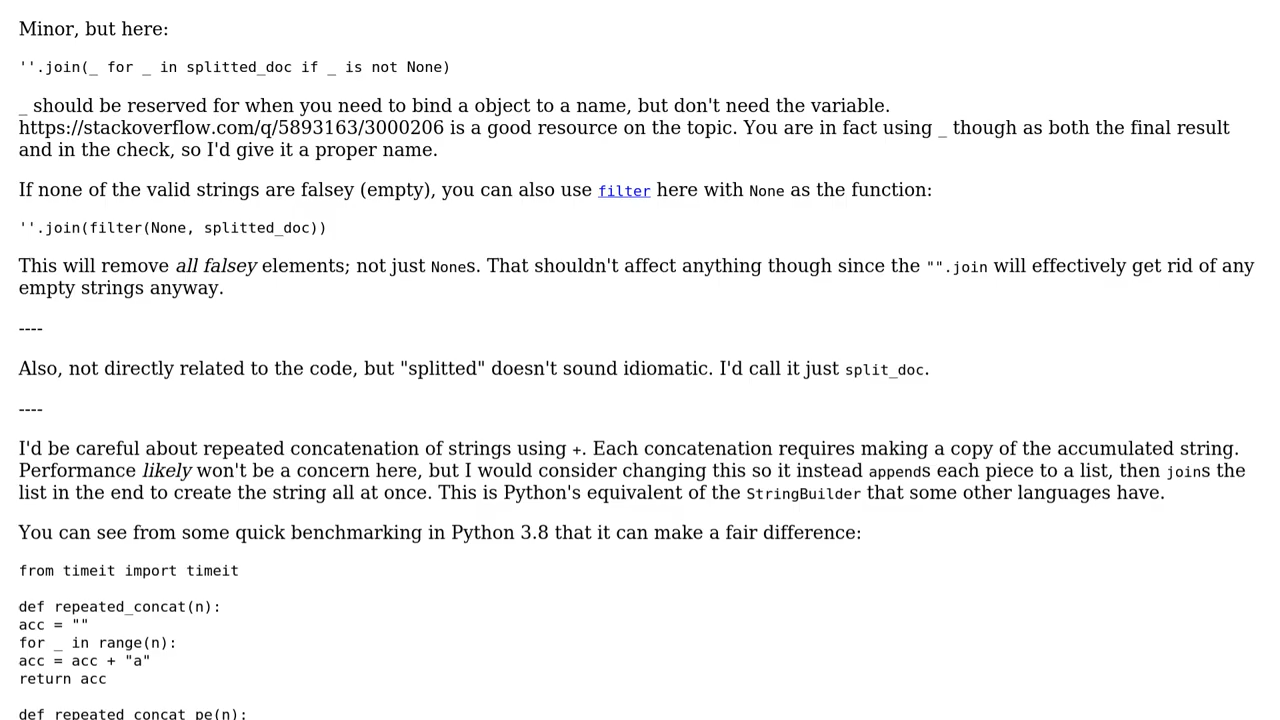 Minor, but here:
''.join(_ for _ in splitted_doc if _ is not None)
_ should be reserved for when you need to bind a object to a name, but don't need the variable.
https://stackoverflow.com/q/5893163/3000206 is a good resource on the topic. You are in fact using _ though as both the final result
and in the check, so I'd give it a proper name.
If none of the valid strings are falsey (empty), you can also use filter here with None as the function:
''.join(filter(None, splitted_doc))
This will remove all falsey elements; not just Nones. That shouldn't affect anything though since the "".join will effectively get rid of any
empty strings anyway.
----
Also, not directly related to the code, but "splitted" doesn't sound idiomatic. I'd call it just split_doc.
----
I'd be careful about repeated concatenation of strings using +. Each concatenation requires making a copy of the accumulated string.
Performance likely won't be a concern here, but I would consider changing this so it instead appends each piece to a list, then joins the
list in the end to create the string all at once. This is Python's equivalent of the StringBuilder that some other languages have.
You can see from some quick benchmarking in Python 3.8 that it can make a fair difference:
from timeit import timeit
def repeated_concat(n):
acc = ""
for _ in range(n):
acc = acc + "a"
return acc
def repeated_concat_pe(n):